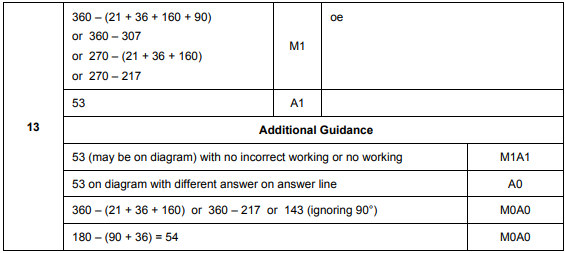 360 – (21 + 36 + 160 + 90)
or 360 – 307
or 270 – (21 + 36 + 160)
or 270 – 217
M1
oe
53
A1
13
Additional Guidance
53 (may be on diagram) with no incorrect working or no working
M1A1
53 on diagram with different answer on answer line
A0
360 – (21 + 36 + 160) or 360 – 217 or 143 (ignoring 90°)
M0A0
180 – (90 + 36) = 54
M0A0